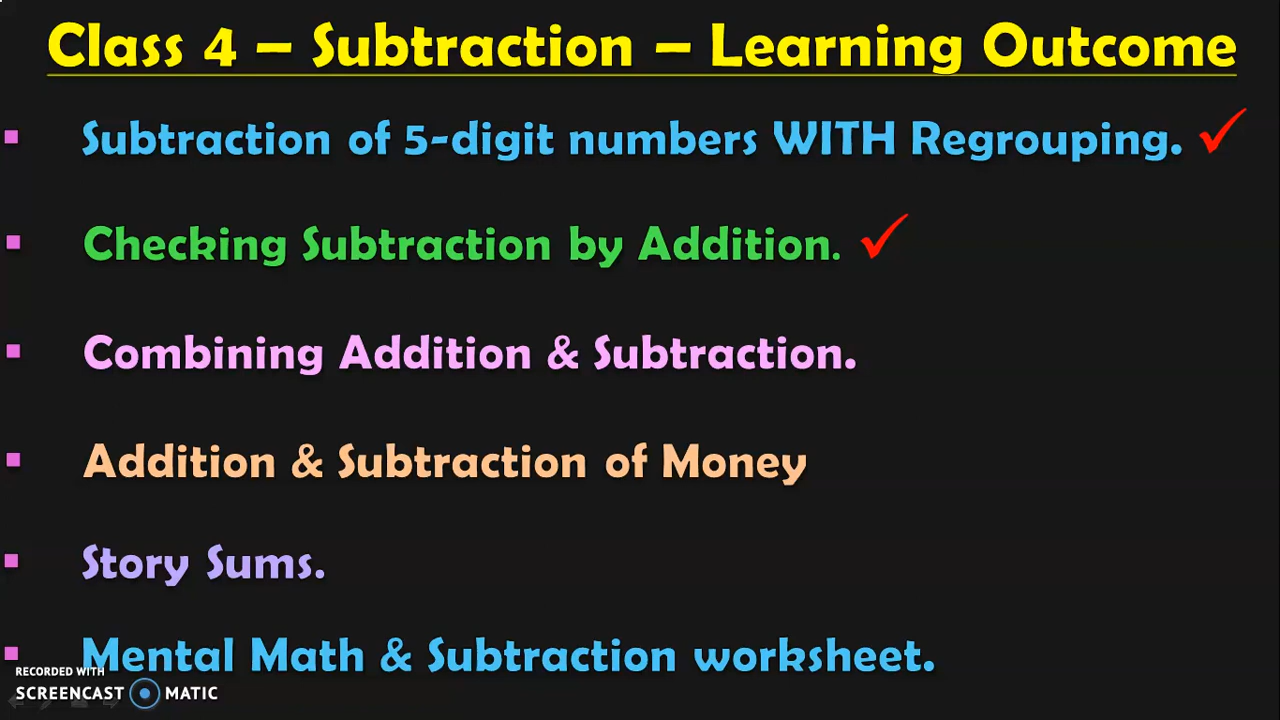 Class 4 – Subtraction – Learning Outcome
Subtraction of 5-digit numbers WITH Regrouping. ✓
Checking Subtraction by Addition. ✓
Combining Addition & Subtraction.
Addition & Subtraction of Money
Story Sums.
Mental Math & Subtraction worksheet.
RECORDED WITH
SCREENCAST MATIC